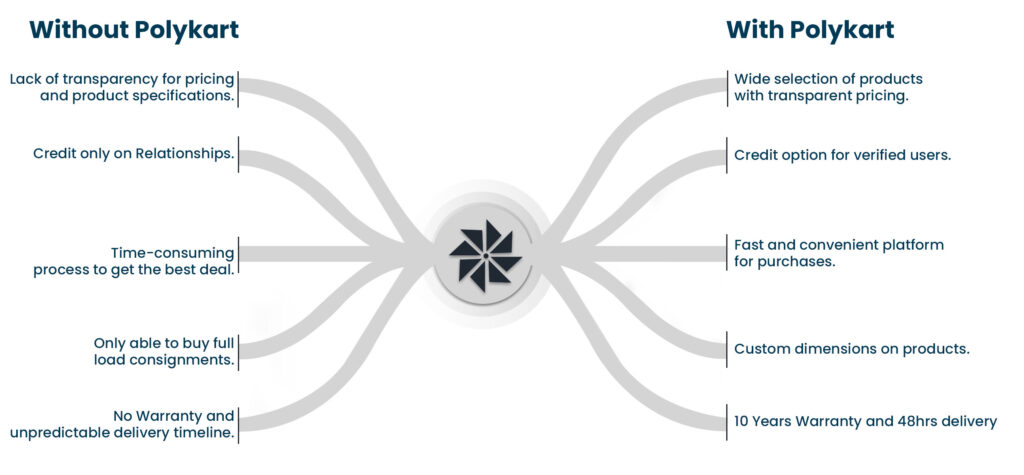 Without Polykart
Lack of transparency for pricing
and product specifications.
Credit only on Relationships.
Time-consuming
process to get the best deal.
Only able to buy full
load consignments.
No Warranty and
unpredictable delivery timeline.
With Polykart
Wide selection of products
with transparent pricing.
Credit option for verified users.
Fast and convenient platform
for purchases.
Custom dimensions on products.
10 Years Warranty and 48hrs delivery